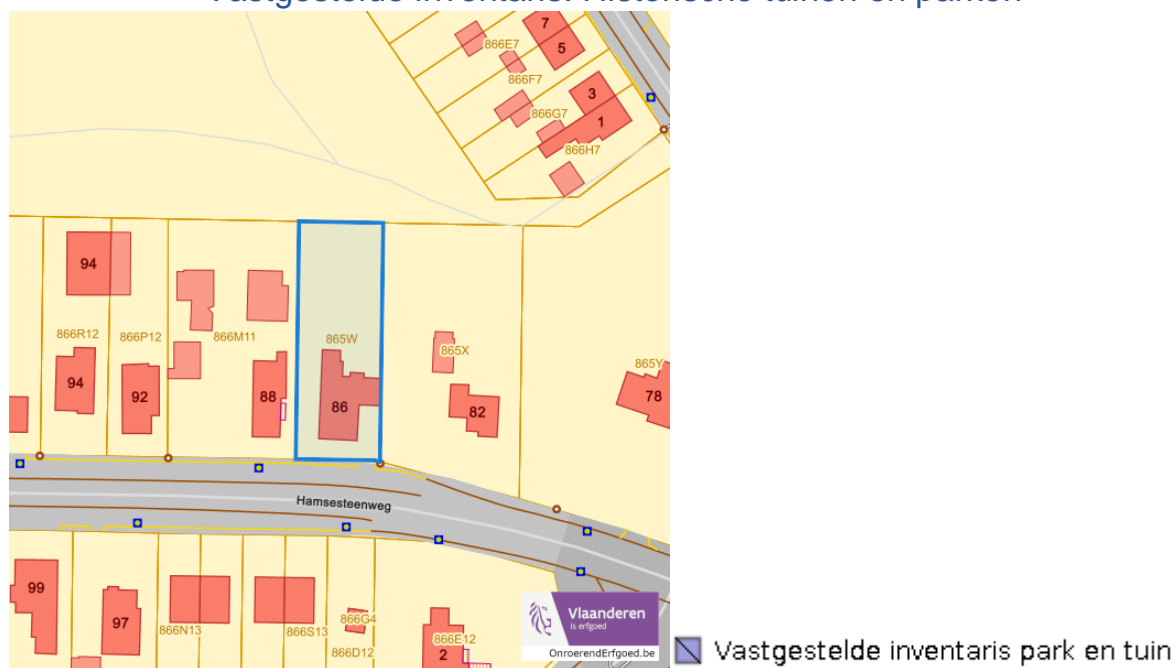 Vastgestelde inventaris: Historische tuinen en parken
7
866E7
5
866F7
3
866G7
1
866H7
94
866R12
866P12
866M11
865W
865X
865Y
94
92
88
86
82
78
Hamsesteenweg
99
97
866N13
866S13
866G4
866D12
866E12
2
Vlaanderen
is erfgoed
OnroerendErfgoed.be
Vastgestelde inventaris park en tuin